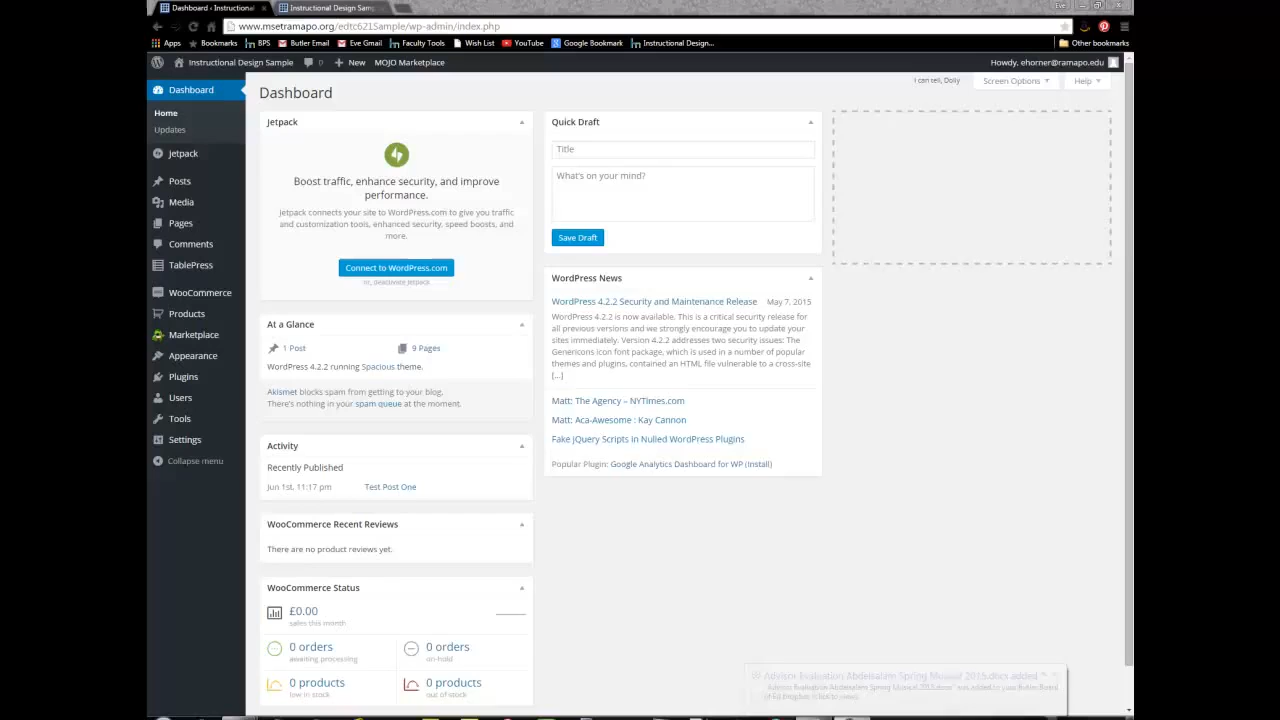 Dashboard ‹ Instructional
Instructional Design Samp
Eve
www.msetramapo.org/edtc621Sample/wp-admin/index.php
Apps
Bookmarks
BPS
Butler Email
Eve Gmail
Faculty Tools
Wish List
YouTube
Google Bookmark
Instructional Design...
Other bookmarks
Instructional Design Sample
0
New
MOJO Marketplace
Howdy, ehorner@ramapo.edu
Dashboard
Home
Updates
Jetpack
Posts
Media
Pages
Comments
TablePress
WooCommerce
Products
Marketplace
Appearance
Plugins
Users
Tools
Settings
Collapse menu
I can tell, Dolly
Screen Options
Help
Dashboard
Jetpack
Boost traffic, enhance security, and improve
performance.
Jetpack connects your site to WordPress.com to give you traffic
and customization tools, enhanced security, speed boosts, and
more.
Connect to WordPress.com
or, deactivate Jetpack
At a Glance
1 Post
9 Pages
WordPress 4.2.2 running Spacious theme.
Akismet blocks spam from getting to your blog.
There's nothing in your spam queue at the moment.
Activity
Recently Published
Jun 1st, 11:17 pm
Test Post One
WooCommerce Recent Reviews
There are no product reviews yet.
WooCommerce Status
£0.00
sales this month
0 orders
awaiting processing
0 orders
on-hold
0 products
low in stock
0 products
out of stock
Quick Draft
Title
What's on your mind?
Save Draft
WordPress News
WordPress 4.2.2 Security and Maintenance Release May 7, 2015
WordPress 4.2.2 is now available. This is a critical security release for
all previous versions and we strongly encourage you to update your
sites immediately. Version 4.2.2 addresses two security issues: The
Genericons icon font package, which is used in a number of popular
themes and plugins, contained an HTML file vulnerable to a cross-site
[…]
Matt: The Agency – NYTimes.com
Matt: Aca-Awesome : Kay Cannon
Fake jQuery Scripts in Nulled WordPress Plugins
Popular Plugin: Google Analytics Dashboard for WP (Install)
Advisor Evaluation Abdelsalem Spring 2015.docx added